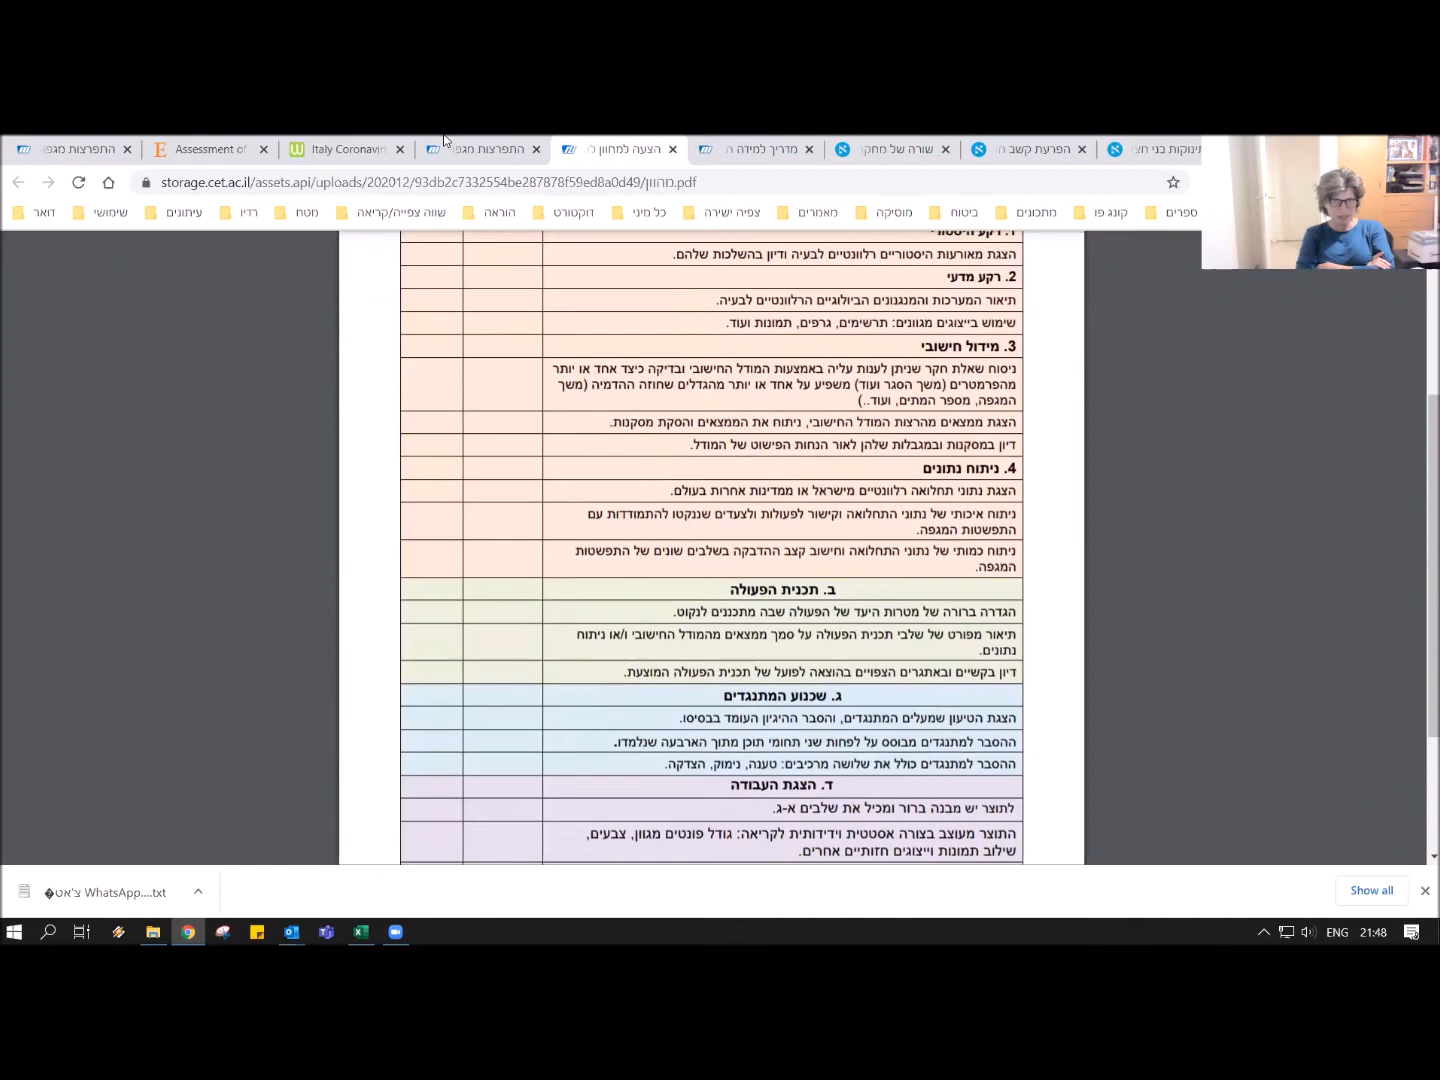 התפרצות מגפו
Assessment of
Italy Coronavir
התפרצות מגפו
הצעה למחוון ל
מדריך למידה ה
שורה של מחקר
הפרעת קשב ה
תינוקות בני חצי
storage.cet.ac.il/assets.api/uploads/202012/93db2c7332554be287878f59ed8a0d49/מהוון.pdf
דואר
שימושי
עיתונים
רדיו
מטח
שווה צפייה/קריאה
הוראה
דוקטורט
כל מיני
צפיה ישירה
מאמרים
מוסיקה
ביטוח
מתכונים
קונג פו
ספרים
1. רקע היסטורי
הצגת מאורעות היסטוריים רלוונטיים לבעיה ודיון בהשלכות שלהם.
2. רקע מדעי
תיאור המערכות והמנגנונים הביולוגיים הרלוונטיים לבעיה.
שימוש בייצוגים מגוונים: תרשימים, גרפים, תמונות ועוד.
3. מידול חישובי
ניסוח שאלת חקר שניתן לענות עליה באמצעות המודל החישובי ובדיקה כיצד אחד או יותר
מהפרמטרים (משך הסגר ועוד) משפיע על אחד או יותר מהגדלים שחוזה ההדמיה (משך
המגפה, מספר המתים, ועוד..)
הצגת ממצאים מהרצות המודל החישובי, ניתוח את הממצאים והסקת מסקנות.
דיון במסקנות ובמגבלות שלהן לאור הנחות הפישוט של המודל.
4. ניתוח נתונים
הצגת נתוני תחלואה רלוונטיים מישראל או ממדינות אחרות בעולם.
ניתוח איכותי של נתוני התחלואה וקישור לפעולות ולצעדים שננקטו להתמודדות עם
התפשטות המגפה.
ניתוח כמותי של נתוני התחלואה וחישוב קצב ההדבקה בשלבים שונים של התפשטות
המגפה.
ב. תכנית הפעולה
הגדרה ברורה של מטרות היעד של הפעולה שבה מתכננים לנקוט.
תיאור מפורט של שלבי תכנית הפעולה על סמך ממצאים מהמודל החישובי ו/או ניתוח
נתונים.
דיון בקשיים ובאתגרים הצפויים בהוצאה לפועל של תכנית הפעולה המוצעת.
ג. שכנוע המתנגדים
הצגת הטיעון שמעלים המתנגדים, והסבר ההיגיון העומד בבסיסו.
ההסבר למתנגדים מבוסס על לפחות שני תחומי תוכן מתוך הארבעה שנלמדו.
ההסבר למתנגדים כולל את שלושה מרכיבים: טענה, נימוק, הצדקה.
ד. הצגת העבודה
לתוצר יש מבנה ברור ומכיל את שלבים א-ג.
התוצר מעוצב בצורה אסטטית וידידותית לקריאה: גודל פונטים מגוון, צבעים,
שילוב תמונות וייצוגים חזותיים אחרים.
צ'אט� WhatsApp....txt
Show all
ENG
21:48